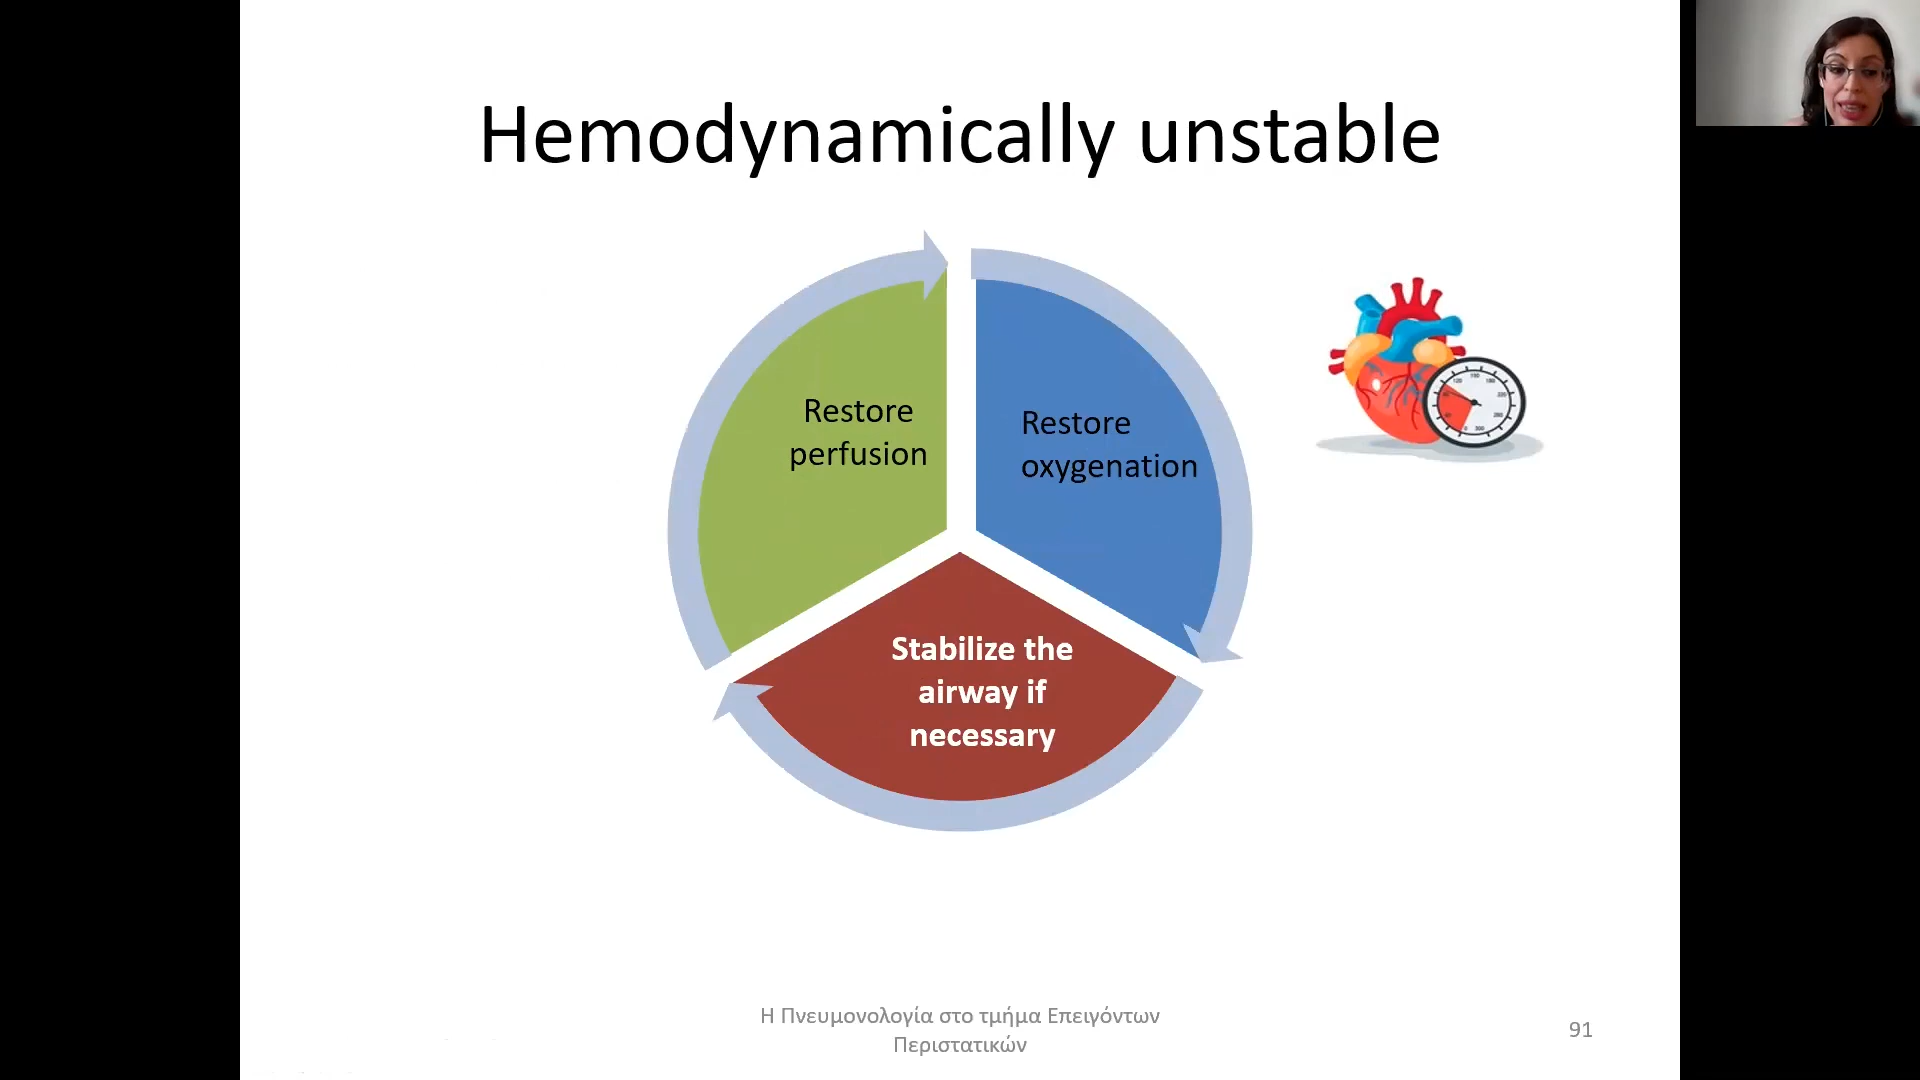 Hemodynamically unstable
Restore
perfusion
Restore
oxygenation
Stabilize the
airway if
necessary
Η Πνευμονολογία στο τμήμα Επειγόντων
Περιστατικών
91